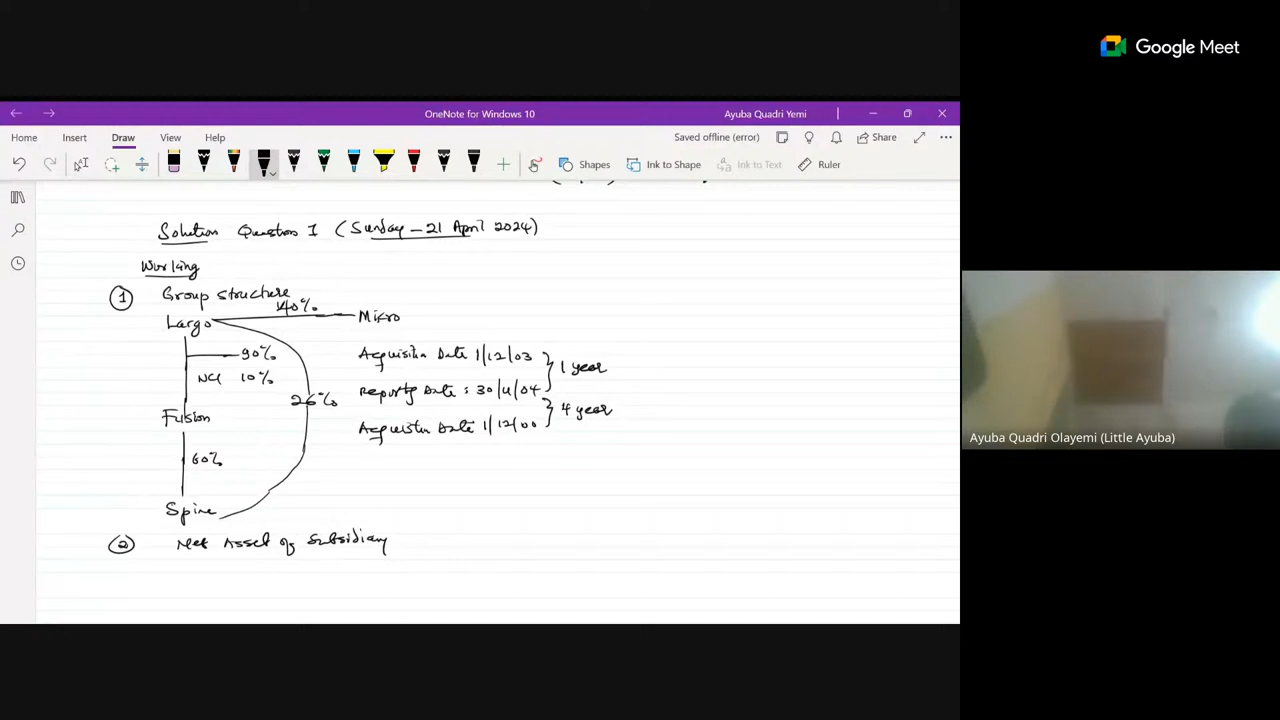 Google Meet
OneNote for Windows 10
Ayuba Quadri Yemi
Home Insert Draw View Help
Saved offline (error)
Share
Shapes
Ink to Shape
Ink to Text
Ruler
Solution Question 1 (Sunday - 21 April 2024)
Working
1 Group structure
40%
Largo
Mikro
90%
Acquisition Date 1/12/03
1 year
NCI 10%
Reporting Date : 30/11/04
26%
4 year
Fusion
Acquisition Date 1/12/00
60%
Spine
2 Net Asset of Subsidiary
Ayuba Quadri Olayemi (Little Ayuba)